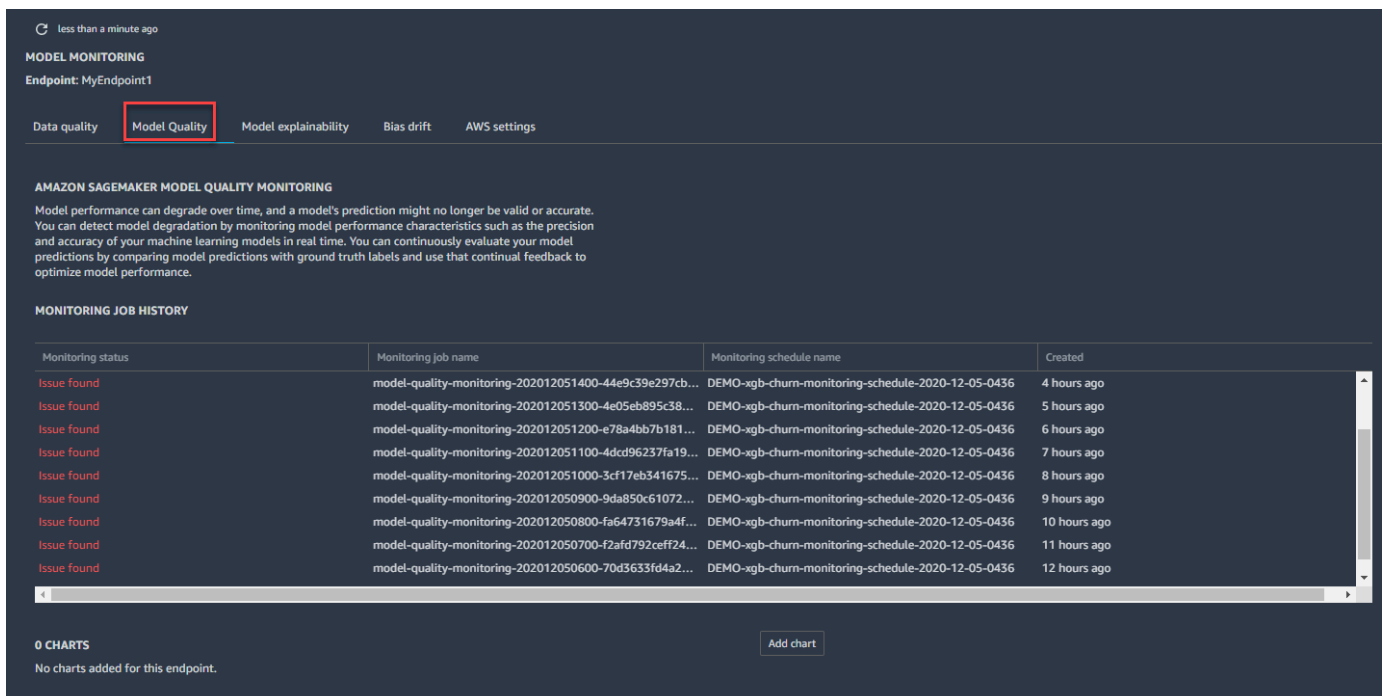 less than a minute ago
MODEL MONITORING
Endpoint: MyEndpoint1
Data quality Model Quality Model explainability Bias drift AWS settings
AMAZON SAGEMAKER MODEL QUALITY MONITORING
Model performance can degrade over time, and a model's prediction might no longer be valid or accurate.
You can detect model degradation by monitoring model performance characteristics such as the precision
and accuracy of your machine learning models in real time. You can continuously evaluate your model
predictions by comparing model predictions with ground truth labels and use that continual feedback to
optimize model performance.
MONITORING JOB HISTORY
Monitoring status Monitoring job name Monitoring schedule name Created
Issue found model-quality-monitoring-202012051400-44e9c39e297cb... DEMO-xgb-churn-monitoring-schedule-2020-12-05-0436 4 hours ago
Issue found model-quality-monitoring-202012051300-4e05eb895c38... DEMO-xgb-churn-monitoring-schedule-2020-12-05-0436 5 hours ago
Issue found model-quality-monitoring-202012051200-e78a4bb7b181... DEMO-xgb-churn-monitoring-schedule-2020-12-05-0436 6 hours ago
Issue found model-quality-monitoring-202012051100-4dcd96237fa19... DEMO-xgb-churn-monitoring-schedule-2020-12-05-0436 7 hours ago
Issue found model-quality-monitoring-202012051000-3cf17eb341675... DEMO-xgb-churn-monitoring-schedule-2020-12-05-0436 8 hours ago
Issue found model-quality-monitoring-202012050900-9da850c61072... DEMO-xgb-churn-monitoring-schedule-2020-12-05-0436 9 hours ago
Issue found model-quality-monitoring-202012050800-fa64731679a4f... DEMO-xgb-churn-monitoring-schedule-2020-12-05-0436 10 hours ago
Issue found model-quality-monitoring-202012050700-f2afd792ceff24... DEMO-xgb-churn-monitoring-schedule-2020-12-05-0436 11 hours ago
Issue found model-quality-monitoring-202012050600-70d3633fd4a2... DEMO-xgb-churn-monitoring-schedule-2020-12-05-0436 12 hours ago
0 CHARTS Add chart
No charts added for this endpoint.